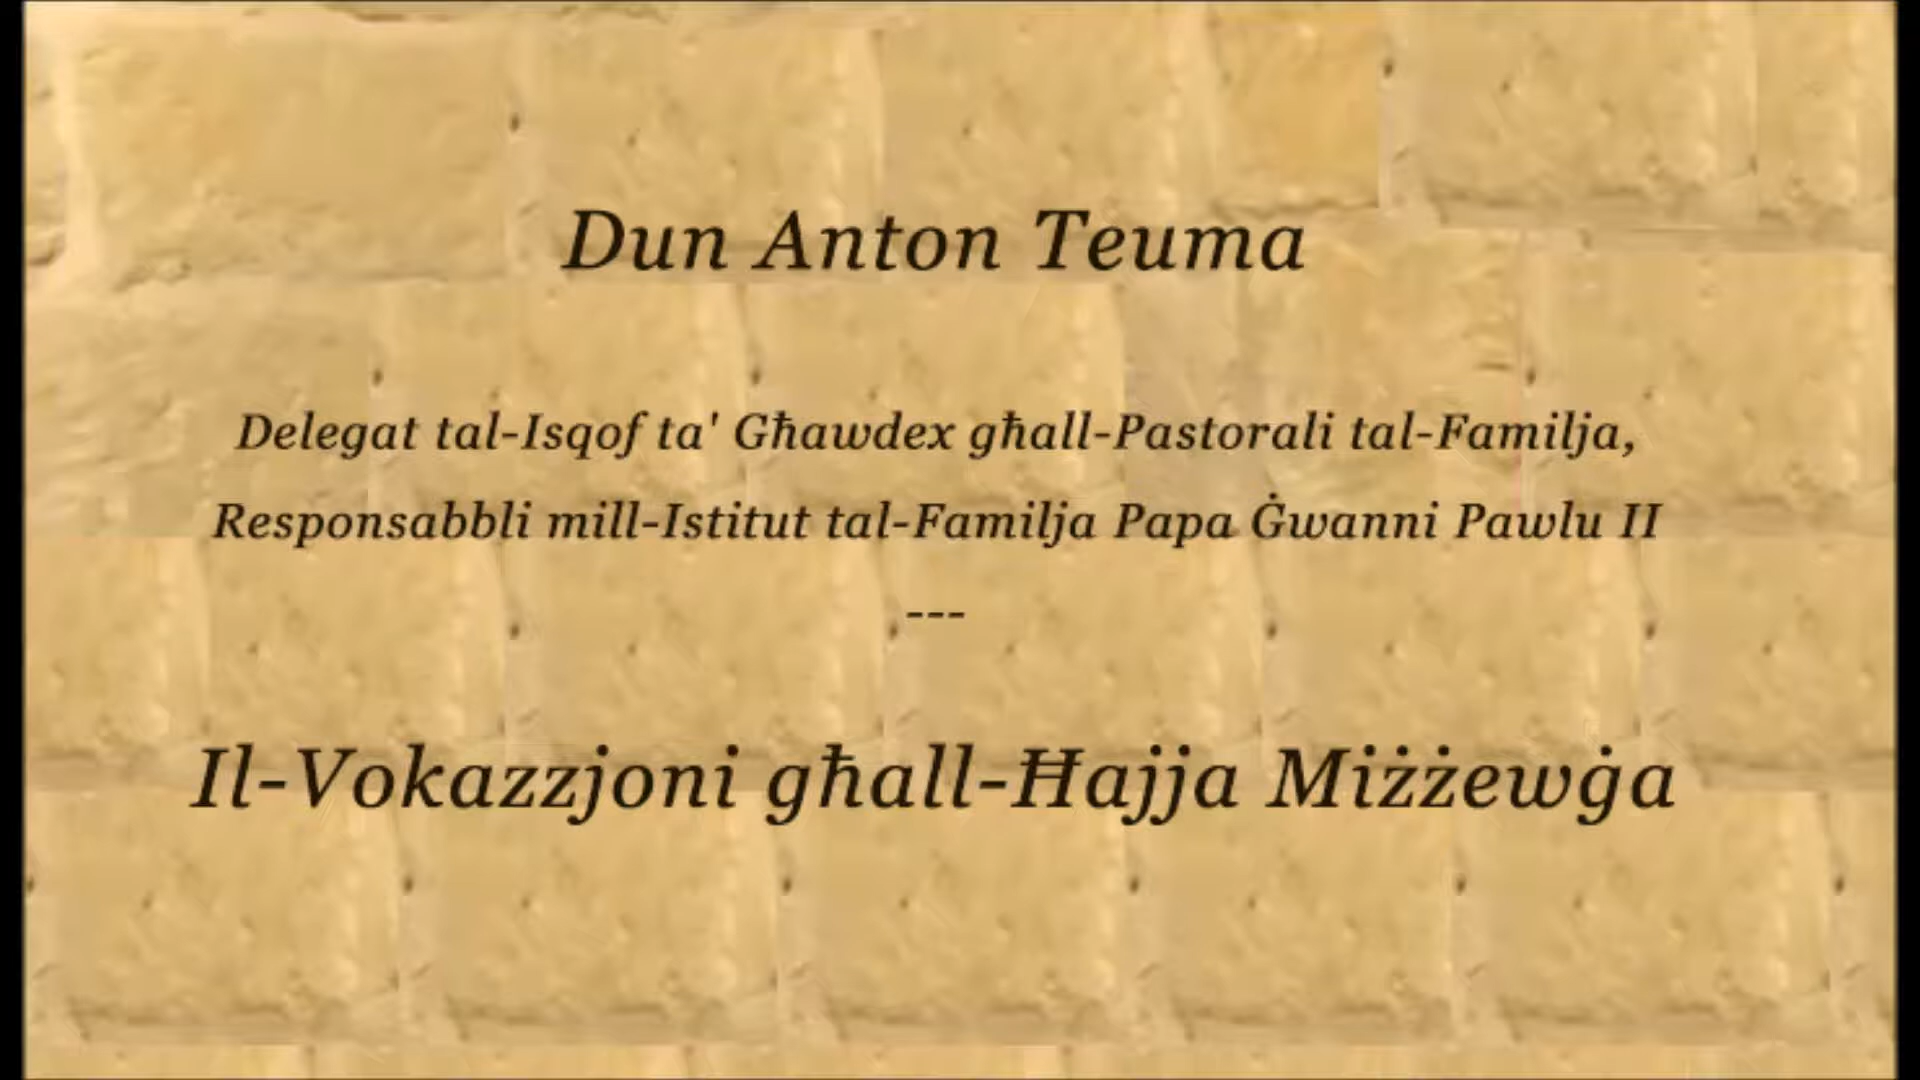 Dun Anton Teuma
Delegat tal-Isqof ta' Għawdex għall-Pastorali tal-Familja,
Responsabbli mill-Istitut tal-Familja Papa Ġwanni Pawlu II
---
Il-Vokazzjoni għall-Ħajja Miżżewġa